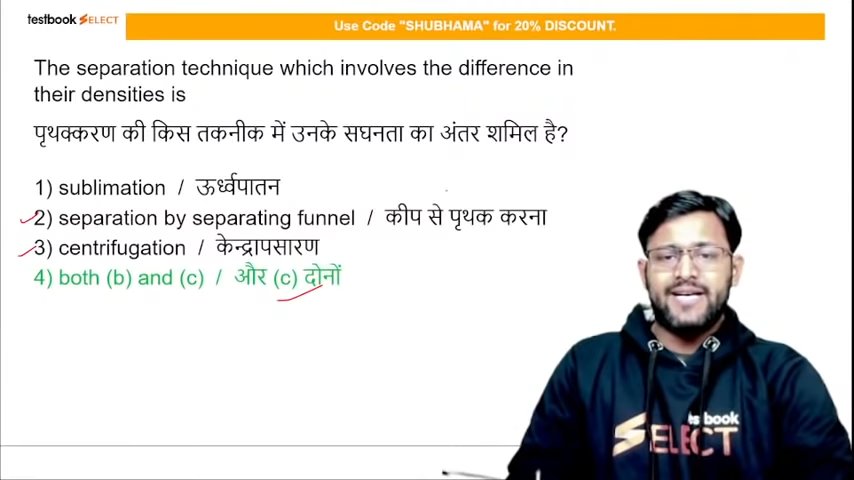 testbook SELECT
Use Code "SHUBHAMA" for 20% DISCOUNT.
The separation technique which involves the difference in
their densities is
पृथक्करण की किस तकनीक में उनके सघनता का अंतर शमिल है?
1) sublimation / ऊर्ध्वपातन
2) separation by separating funnel / कीप से पृथक करना
3) centrifugation / केन्द्रापसारण
4) both (b) and (c) / और (c) दोनों
testbook
SELECT